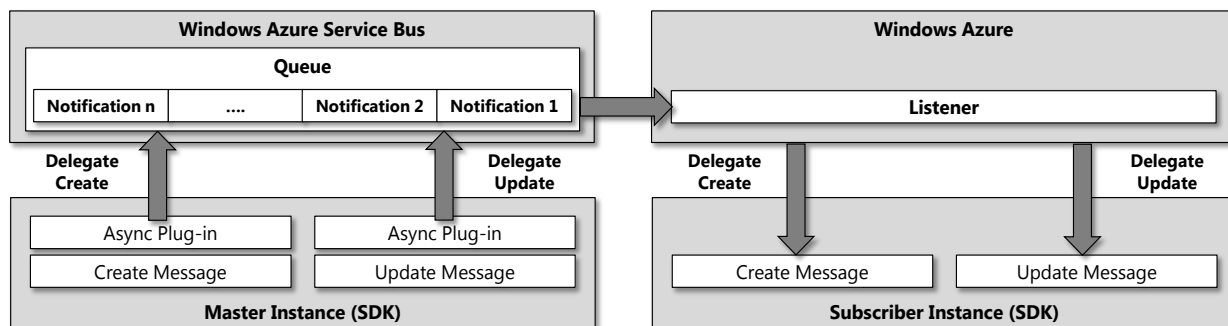 Windows Azure Service Bus
Queue
Notification n
....
Notification 2
Notification 1
Windows Azure
Listener
Delegate
Create
Delegate
Update
Delegate
Create
Delegate
Update
Async Plug-in
Async Plug-in
Create Message
Update Message
Master Instance (SDK)
Create Message
Update Message
Subscriber Instance (SDK)